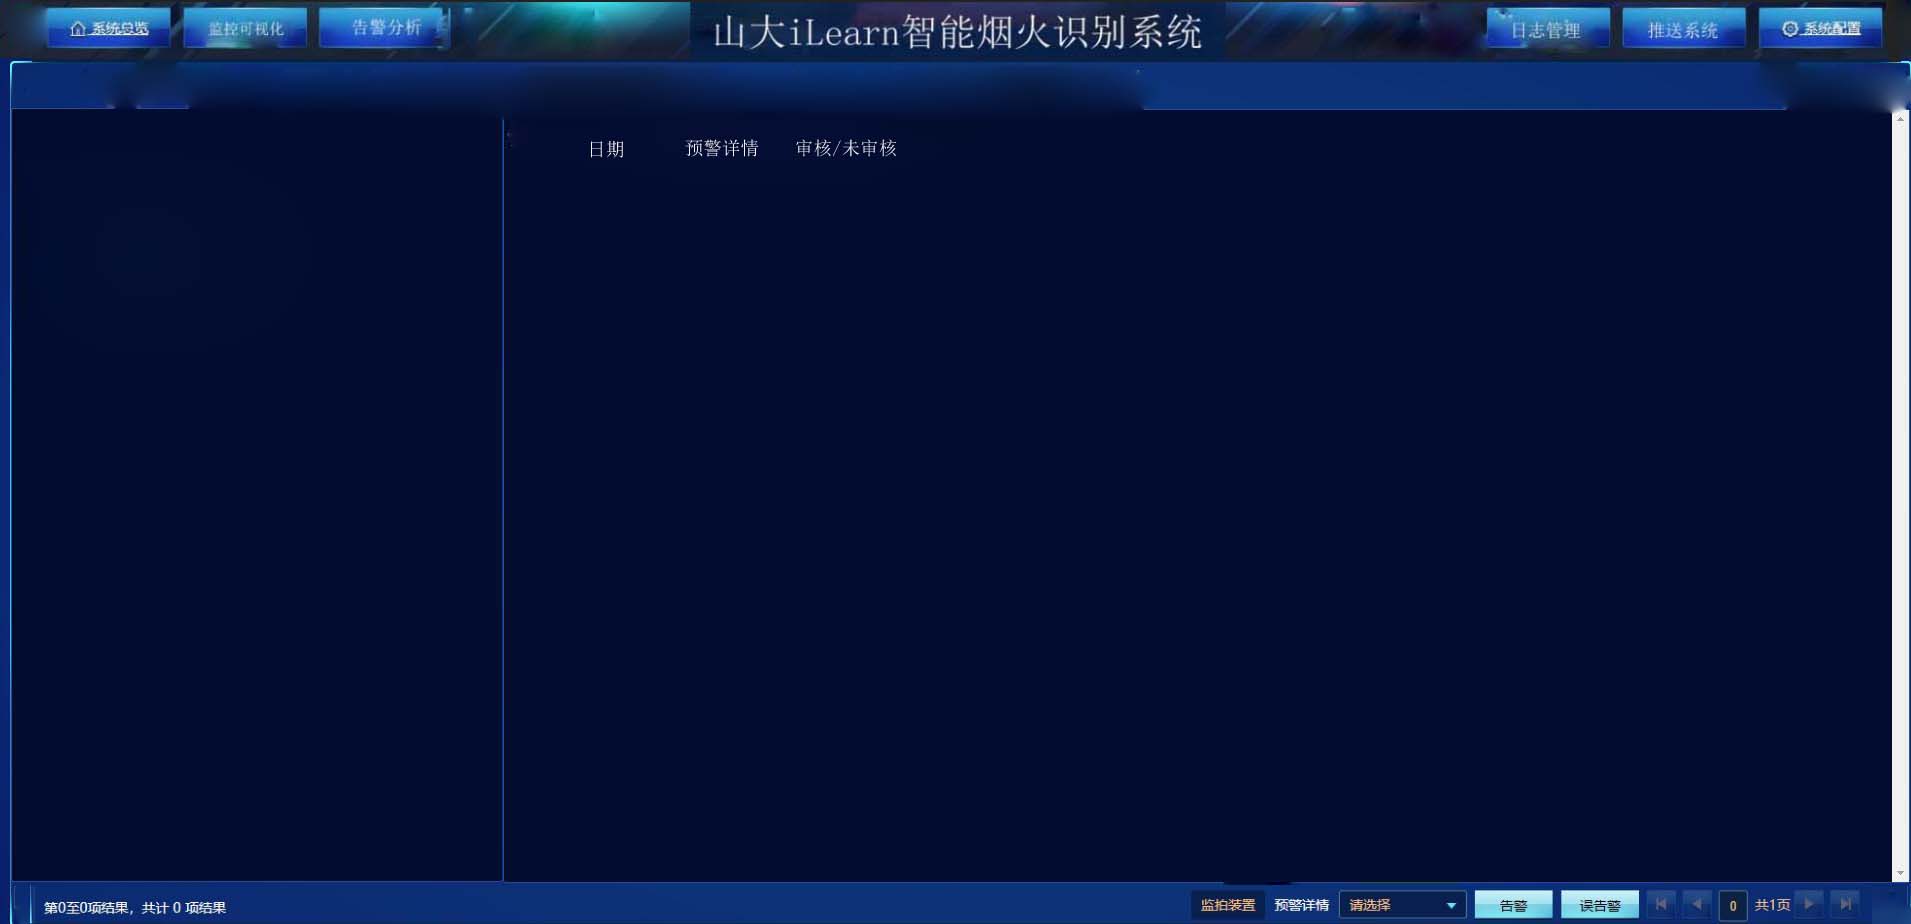 系统总览 监控可视化 告警分析 山大iLearn智能烟火识别系统 日志管理 推送系统 系统配置
日期 预警详情 审核/未审核
第0至0项结果，共计 0 项结果 监拍装置 预警详情 请选择 告警 误告警 0 共1页